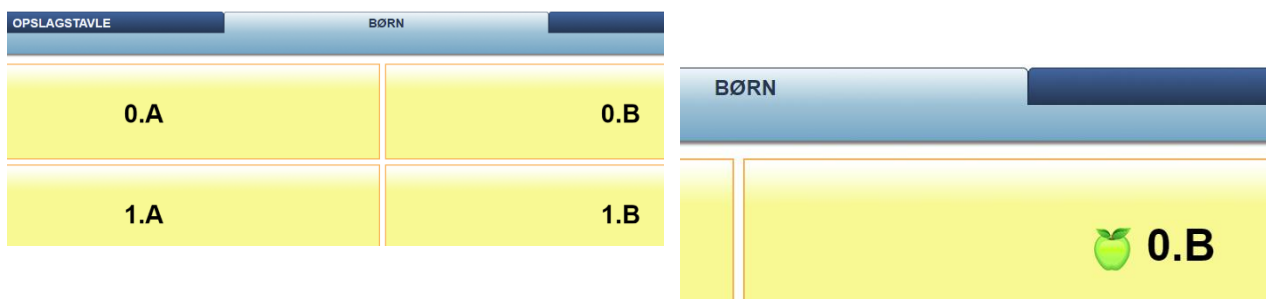 OPSLAGSTAVLE BØRN
0.A 0.B
1.A 1.B
BØRN
0.B